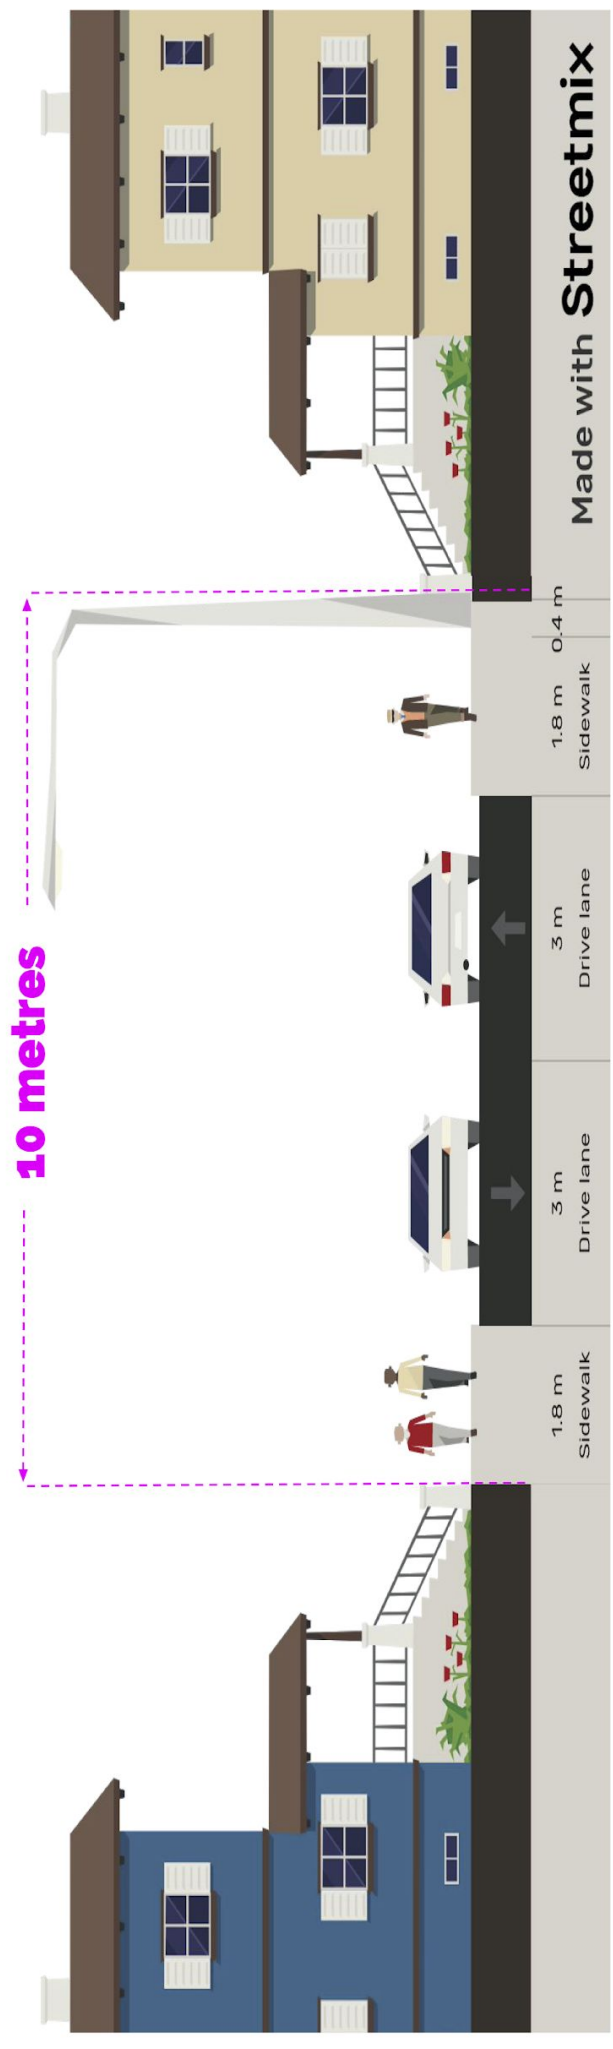 10 metres
1.8 m
Sidewalk
3 m
Drive lane
3 m
Drive lane
1.8 m
Sidewalk
0.4 m
Made with Streetmix